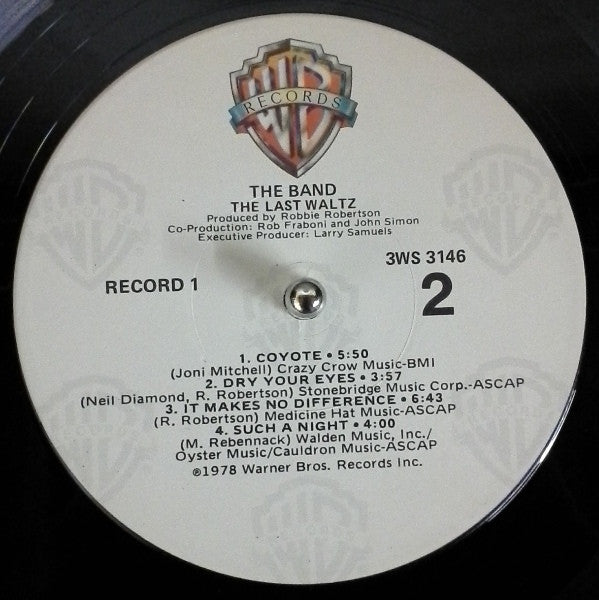 WB
RECORDS
THE BAND
THE LAST WALTZ
Produced by Robbie Robertson
Co-Production: Rob Fraboni and John Simon
Executive Producer: Larry Samuels
3WS 3146
RECORD 1
2
1. COYOTE • 5:50
(Joni Mitchell) Crazy Crow Music-BMI
2. DRY YOUR EYES • 3:57
(Neil Diamond, R. Robertson) Stonebridge Music Corp.-ASCAP
3. IT MAKES NO DIFFERENCE • 6:43
(R. Robertson) Medicine Hat Music-ASCAP
4. SUCH A NIGHT • 4:00
(M. Rebennack) Walden Music, Inc./
Oyster Music/Cauldron Music-ASCAP
℗1978 Warner Bros. Records Inc.